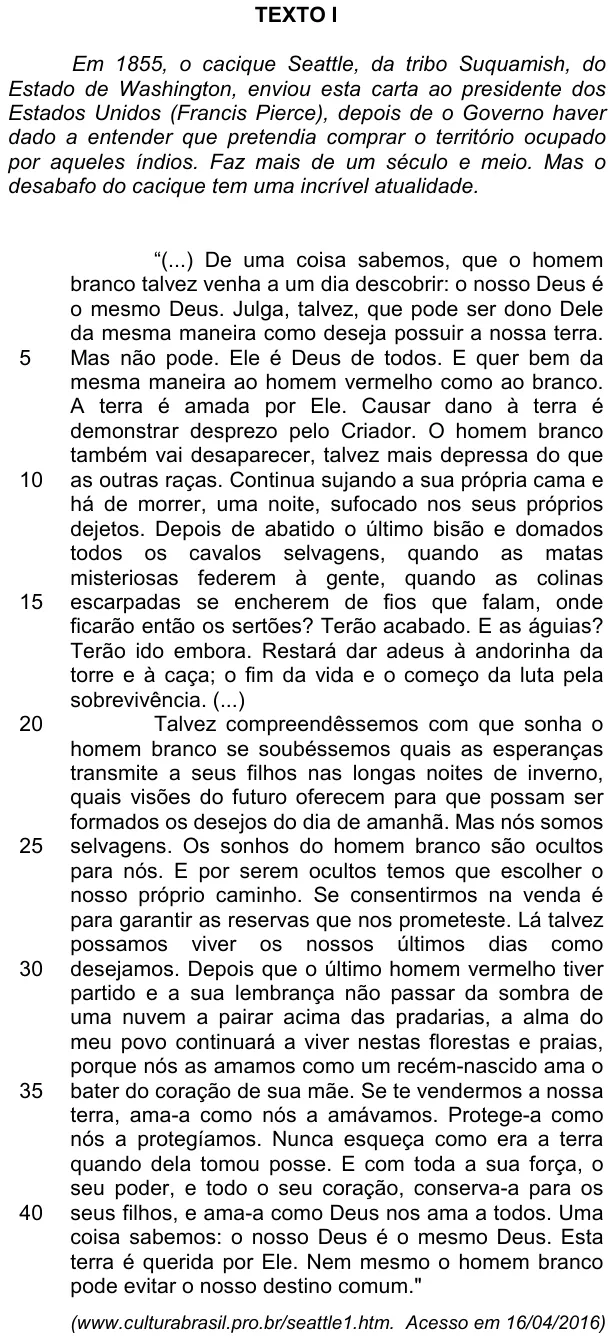 TEXTO I
Em 1855, o cacique Seattle, da tribo Suquamish, do
Estado de Washington, enviou esta carta ao presidente dos
Estados Unidos (Francis Pierce), depois de o Governo haver
dado a entender que pretendia comprar o território ocupado
por aqueles índios. Faz mais de um século e meio. Mas o
desabafo do cacique tem uma incrível atualidade.
“(...) De uma coisa sabemos, que o homem
branco talvez venha a um dia descobrir: o nosso Deus é
o mesmo Deus. Julga, talvez, que pode ser dono Dele
da mesma maneira como deseja possuir a nossa terra.
5 Mas não pode. Ele é Deus de todos. E quer bem da
mesma maneira ao homem vermelho como ao branco.
A terra é amada por Ele. Causar dano à terra é
demonstrar desprezo pelo Criador. O homem branco
também vai desaparecer, talvez mais depressa do que
10 as outras raças. Continua sujando a sua própria cama e
há de morrer, uma noite, sufocado nos seus próprios
dejetos. Depois de abatido o último bisão e domados
todos os cavalos selvagens, quando as matas
misteriosas federem à gente, quando as colinas
15 escarpadas se encherem de fios que falam, onde
ficarão então os sertões? Terão acabado. E as águias?
Terão ido embora. Restará dar adeus à andorinha da
torre e à caça; o fim da vida e o começo da luta pela
sobrevivência. (...)
20 Talvez compreendêssemos com que sonha o
homem branco se soubéssemos quais as esperanças
transmite a seus filhos nas longas noites de inverno,
quais visões do futuro oferecem para que possam ser
formados os desejos do dia de amanhã. Mas nós somos
25 selvagens. Os sonhos do homem branco são ocultos
para nós. E por serem ocultos temos que escolher o
nosso próprio caminho. Se consentirmos na venda é
para garantir as reservas que nos prometeste. Lá talvez
possamos viver os nossos últimos dias como
30 desejamos. Depois que o último homem vermelho tiver
partido e a sua lembrança não passar da sombra de
uma nuvem a pairar acima das pradarias, a alma do
meu povo continuará a viver nestas florestas e praias,
porque nós as amamos como um recém-nascido ama o
35 bater do coração de sua mãe. Se te vendermos a nossa
terra, ama-a como nós a amávamos. Protege-a como
nós a protegíamos. Nunca esqueça como era a terra
quando dela tomou posse. E com toda a sua força, o
seu poder, e todo o seu coração, conserva-a para os
40 seus filhos, e ama-a como Deus nos ama a todos. Uma
coisa sabemos: o nosso Deus é o mesmo Deus. Esta
terra é querida por Ele. Nem mesmo o homem branco
pode evitar o nosso destino comum."
(www.culturabrasil.pro.br/seattle1.htm. Acesso em 16/04/2016)